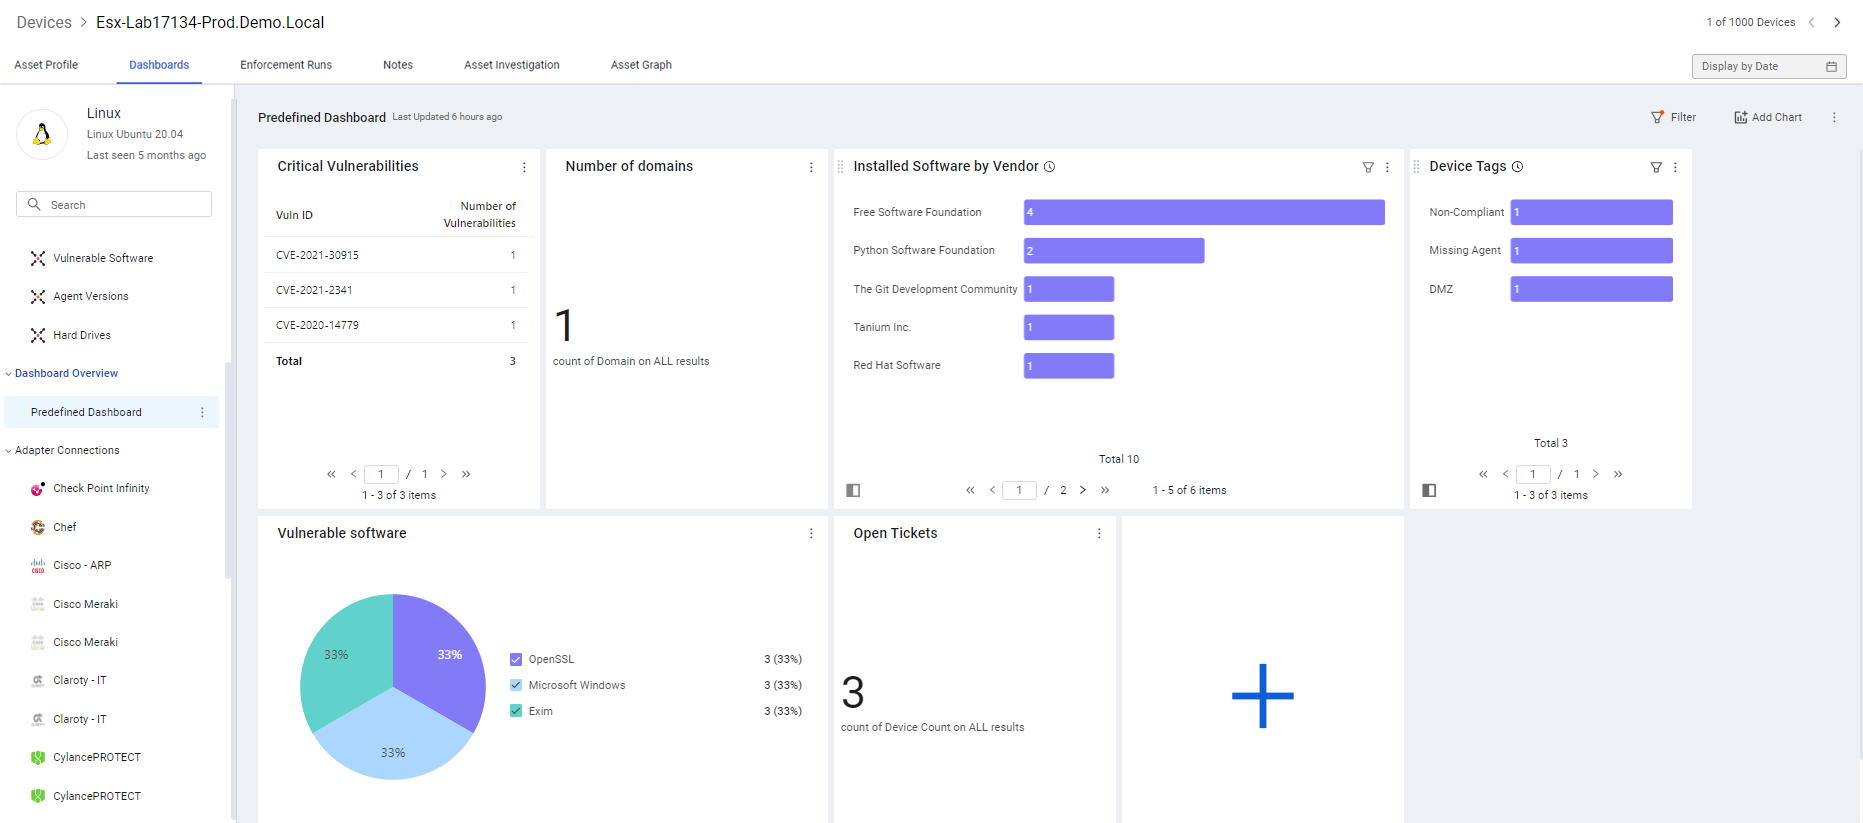 Devices > Esx-Lab17134-Prod.Demo.Local
1 of 1000 Devices
Asset Profile
Dashboards
Enforcement Runs
Notes
Asset Investigation
Asset Graph
Display by Date
Linux
Linux Ubuntu 20.04
Last seen 5 months ago
Search
Vulnerable Software
Agent Versions
Hard Drives
Dashboard Overview
Predefined Dashboard
Adapter Connections
Check Point Infinity
Chef
Cisco - ARP
Cisco Meraki
Cisco Meraki
Claroty - IT
Claroty - IT
CylancePROTECT
CylancePROTECT
Predefined Dashboard Last Updated 6 hours ago
Filter
Add Chart
Critical Vulnerabilities
Vuln ID
Number of
Vulnerabilities
CVE-2021-30915 1
CVE-2021-2341 1
CVE-2020-14779 1
Total 3
1 / 1
1 - 3 of 3 items
Number of domains
1
count of Domain on ALL results
Installed Software by Vendor
Free Software Foundation 4
Python Software Foundation 2
The Git Development Community 1
Tanium Inc. 1
Red Hat Software 1
Total 10
1 / 2
1 - 5 of 6 items
Device Tags
Non-Compliant 1
Missing Agent 1
DMZ 1
Total 3
1 / 1
1 - 3 of 3 items
Vulnerable software
33%
33%
33%
OpenSSL 3 (33%)
Microsoft Windows 3 (33%)
Exim 3 (33%)
Open Tickets
3
count of Device Count on ALL results